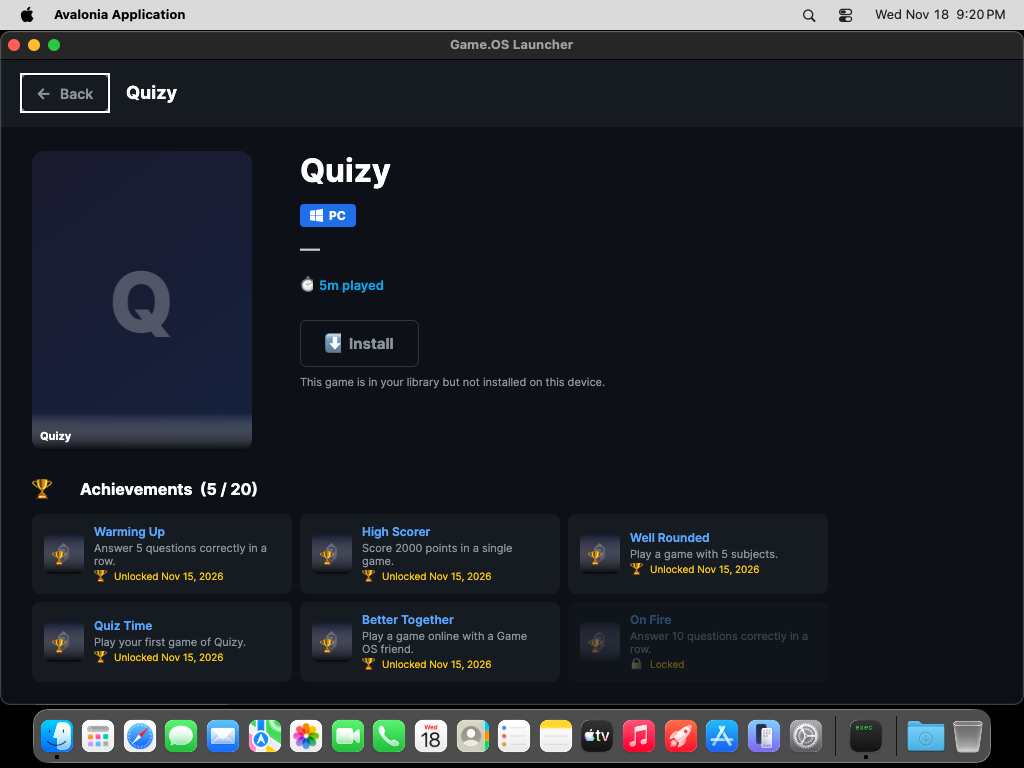 Avalonia Application
Wed Nov 18 9:20 PM
Game.OS Launcher
← Back
Quizy
Q
Quizy
Quizy
PC
—
5m played
Install
This game is in your library but not installed on this device.
Achievements (5 / 20)
Warming Up
Answer 5 questions correctly in a
row.
Unlocked Nov 15, 2026
High Scorer
Score 2000 points in a single
game.
Unlocked Nov 15, 2026
Well Rounded
Play a game with 5 subjects.
Unlocked Nov 15, 2026
Quiz Time
Play your first game of Quizy.
Unlocked Nov 15, 2026
Better Together
Play a game online with a Game
OS friend.
Unlocked Nov 15, 2026
On Fire
Answer 10 questions correctly in a
row.
Locked
Wed
18
tv
exec